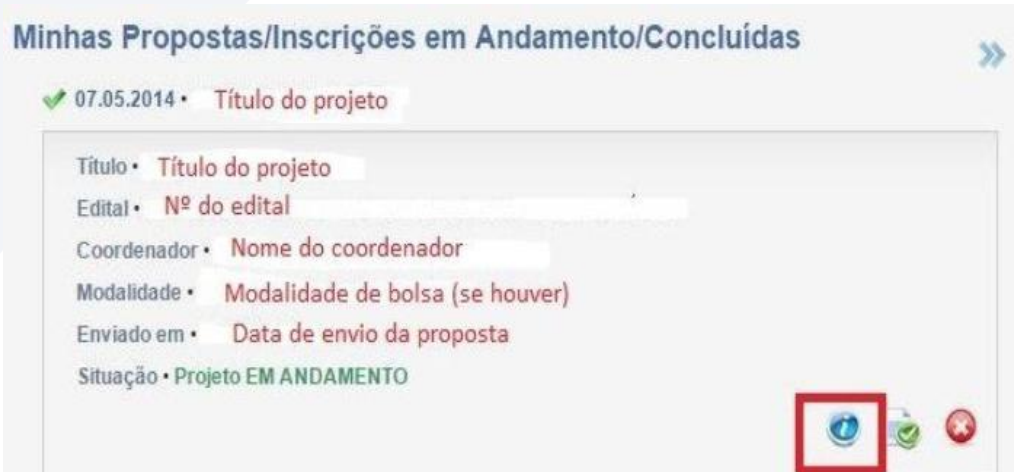 Minhas Propostas/Inscrições em Andamento/Concluídas
07.05.2014 • Título do projeto
Título • Título do projeto
Edital • Nº do edital
Coordenador • Nome do coordenador
Modalidade • Modalidade de bolsa (se houver)
Enviado em • Data de envio da proposta
Situação • Projeto EM ANDAMENTO